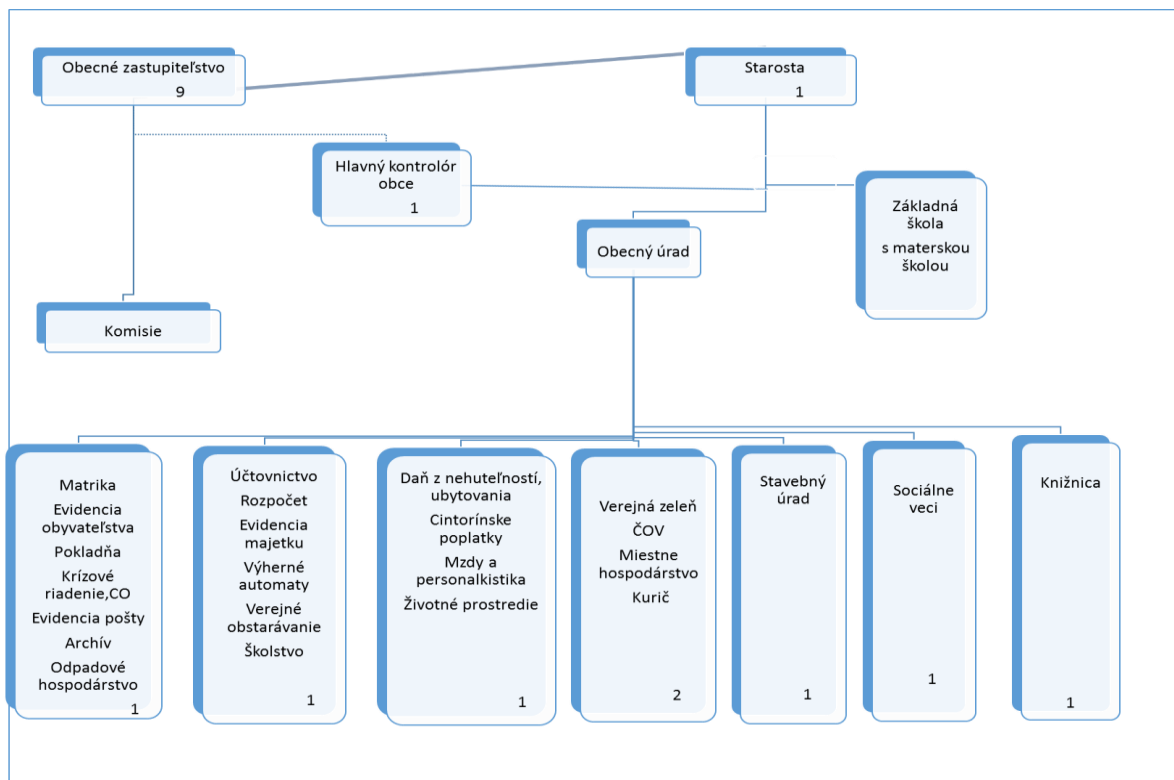 Obecné zastupiteľstvo
9
Starosta
1
Hlavný kontrolór
obce
1
Základná
škola
s materskou
školou
Obecný úrad
Komisie
Matrika
Evidencia
obyvateľstva
Pokladňa
Krízové
riadenie,CO
Evidencia pošty
Archív
Odpadové
hospodárstvo
1
Účtovnictvo
Rozpočet
Evidencia
majetku
Výherné
automaty
Verejné
obstarávanie
Školstvo
1
Daň z nehuteľností,
ubytovania
Cintorínske
poplatky
Mzdy a
personalkistika
Životné prostredie
1
Verejná zeleň
ČOV
Miestne
hospodárstvo
Kurič
2
Stavebný
úrad
1
Sociálne
veci
1
Knižnica
1